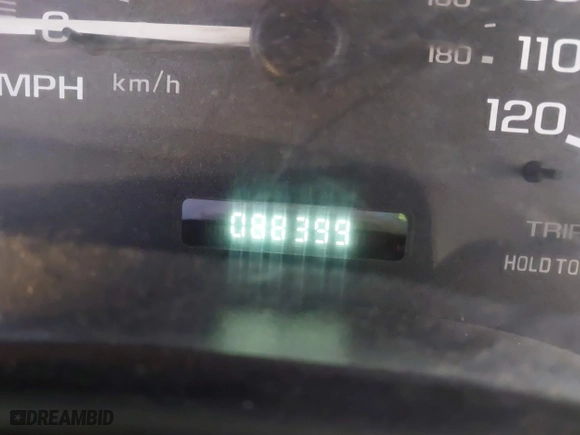 180 110
MPH km/h
120
088399
TRIP
HOLD TO
DREAMBID